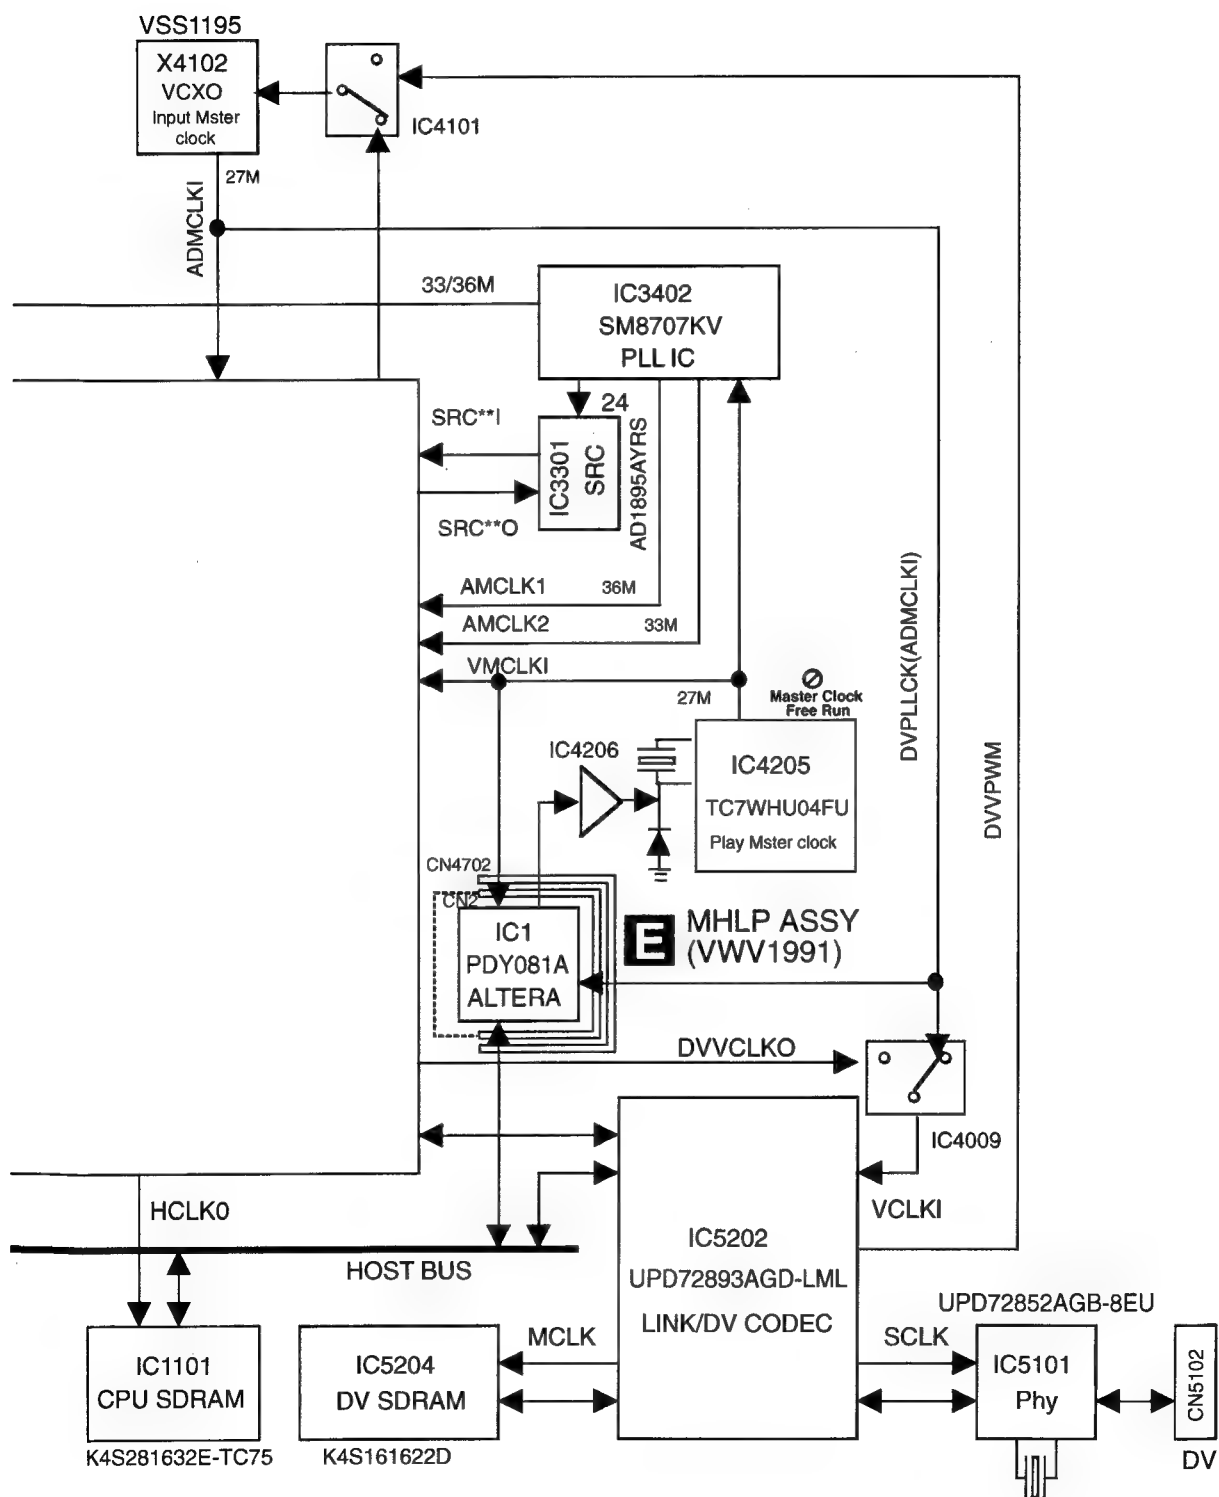 VSS1195
X4102
VCXO
Input Mster
clock
IC4101
27M
ADMCLKI
33/36M
IC3402
SM8707KV
PLL IC
24
SRC**I
IC3301
SRC
AD1895AYRS
SRC**O
AMCLK1
36M
AMCLK2
33M
VMCLKI
27M
Master Clock
Free Run
DVPLLCK(ADMCLKI)
DVVPWM
IC4206
IC4205
TC7WHU04FU
Play Mster clock
CN4702
CN2
IC1
PDY081A
ALTERA
E
MHLP ASSY
(VWV1991)
DVVCLKO
IC4009
VCLKI
HCLK0
HOST BUS
IC5202
UPD72893AGD-LML
LINK/DV CODEC
UPD72852AGB-8EU
MCLK
SCLK
IC1101
CPU SDRAM
K4S281632E-TC75
IC5204
DV SDRAM
K4S161622D
IC5101
Phy
CN5102
DV